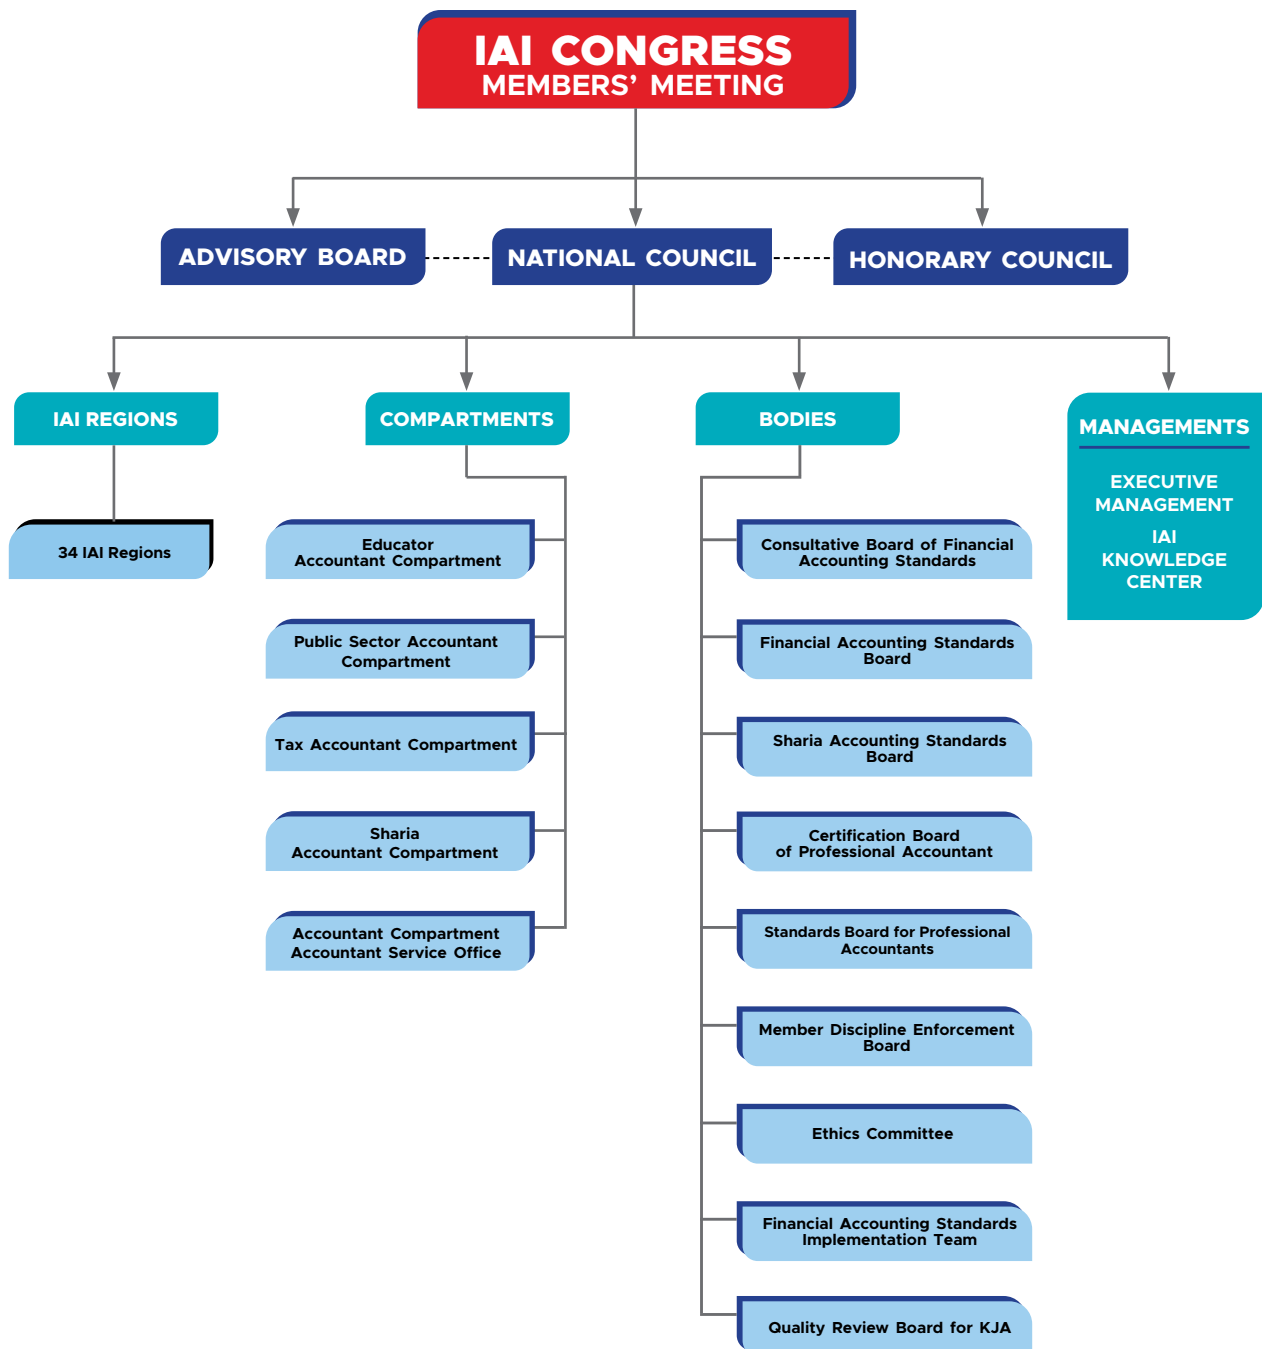 IAI CONGRESS
MEMBERS’ MEETING
ADVISORY BOARD
NATIONAL COUNCIL
HONORARY COUNCIL
IAI REGIONS
34 IAI Regions
COMPARTMENTS
Educator
Accountant Compartment
Public Sector Accountant
Compartment
Tax Accountant Compartment
Sharia
Accountant Compartment
Accountant Compartment
Accountant Service Office
BODIES
Consultative Board of Financial
Accounting Standards
Financial Accounting Standards
Board
Sharia Accounting Standards
Board
Certification Board
of Professional Accountant
Standards Board for Professional
Accountants
Member Discipline Enforcement
Board
Ethics Committee
Financial Accounting Standards
Implementation Team
Quality Review Board for KJA
MANAGEMENTS
EXECUTIVE
MANAGEMENT
IAI
KNOWLEDGE
CENTER